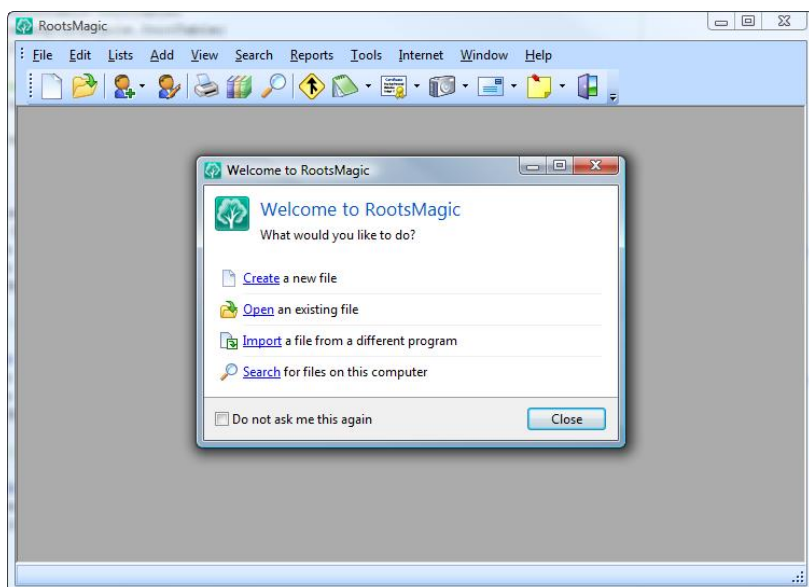 RootsMagic
File Edit Lists Add View Search Reports Tools Internet Window Help
Welcome to RootsMagic
Welcome to RootsMagic
What would you like to do?
Create a new file
Open an existing file
Import a file from a different program
Search for files on this computer
Do not ask me this again
Close